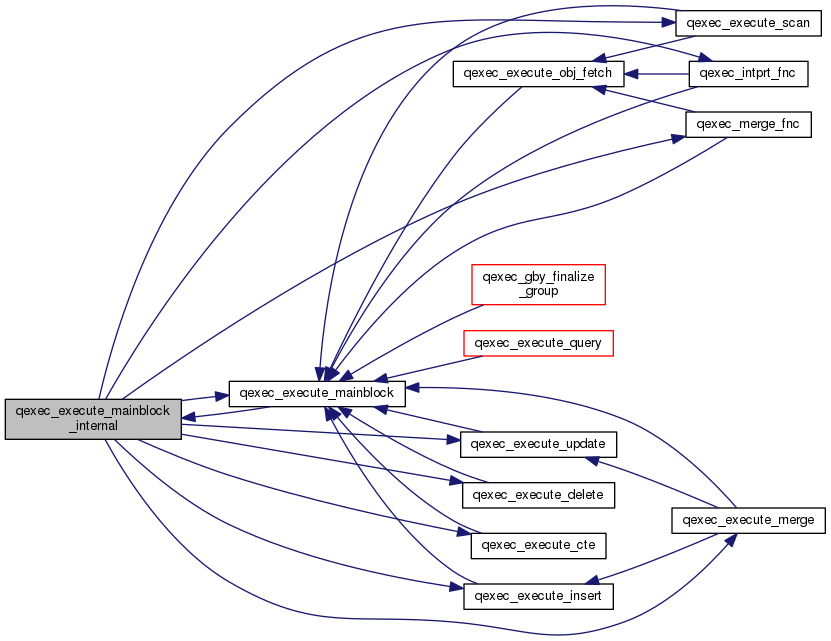 qexec_execute_scan
qexec_execute_obj_fetch
qexec_intprt_fnc
qexec_merge_fnc
qexec_gby_finalize
_group
qexec_execute_query
qexec_execute_mainblock
qexec_execute_mainblock
_internal
qexec_execute_update
qexec_execute_delete
qexec_execute_merge
qexec_execute_cte
qexec_execute_insert